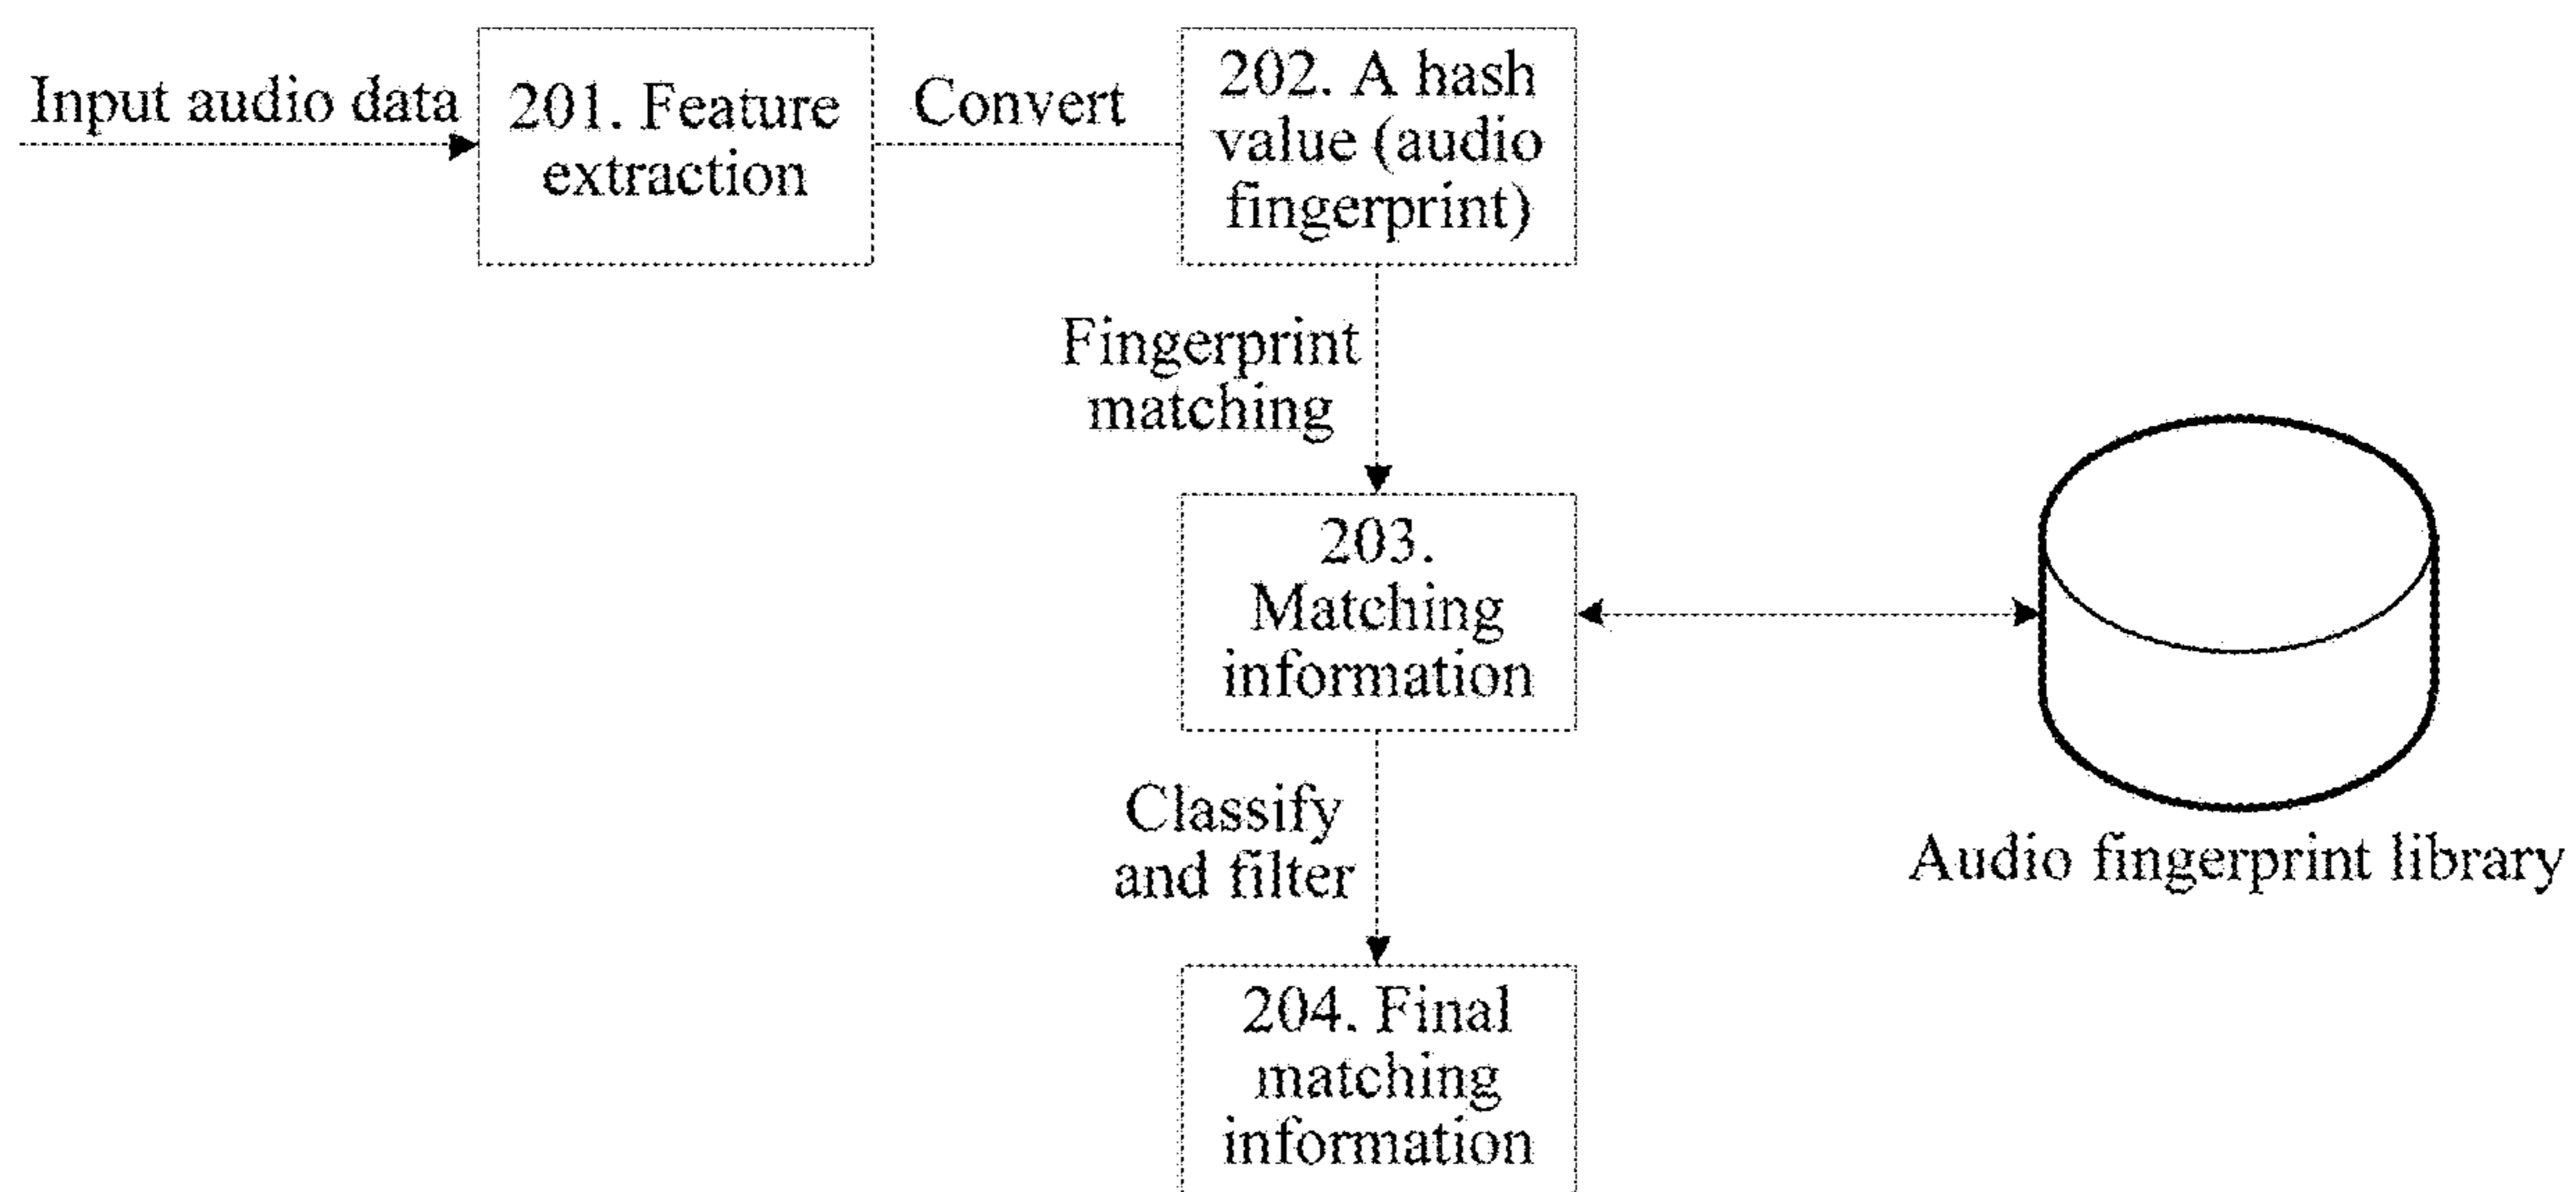 Input audio data
201. Feature
extraction
Convert
202. A hash
value (audio
fingerprint)
Fingerprint
matching
203.
Matching
information
Audio fingerprint library
Classify
and filter
204. Final
matching
information